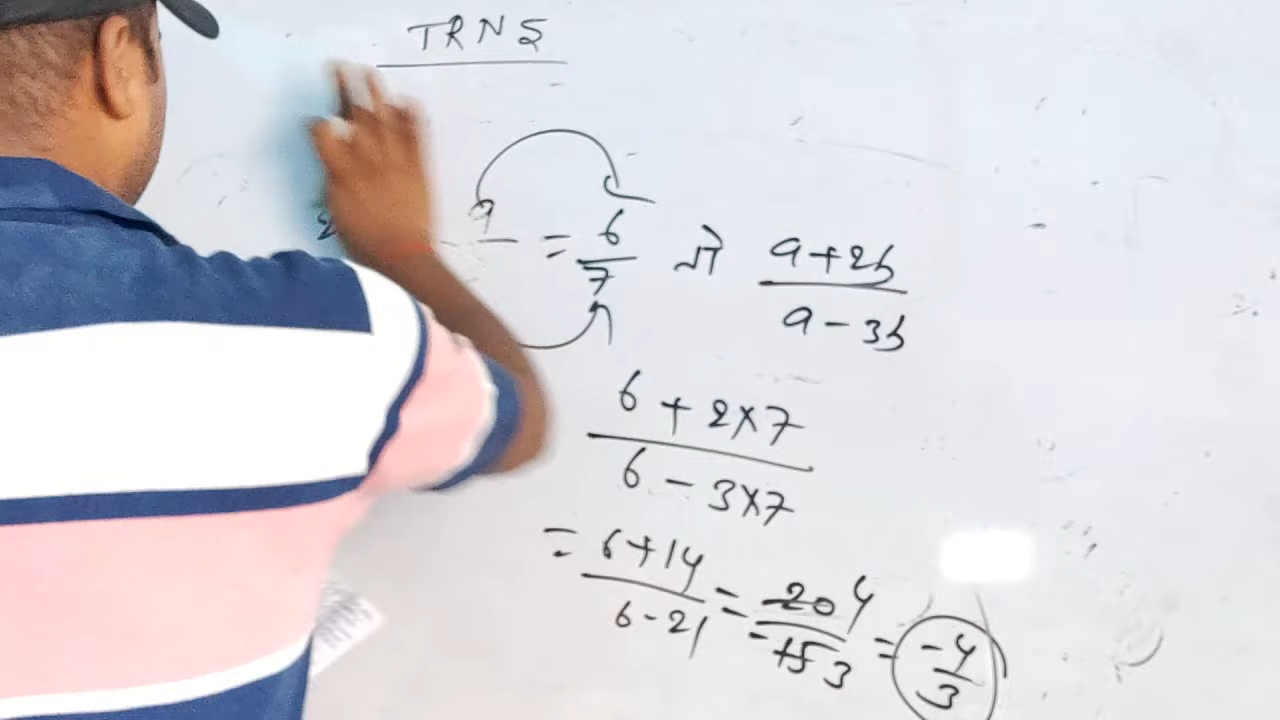 TRNS
a/ = 6/7 तो (a+2b)/(a-3b)
(6+2×7)/(6-3×7)
= (6+14)/(6-21) = 20 4/-15 3 = -4/3